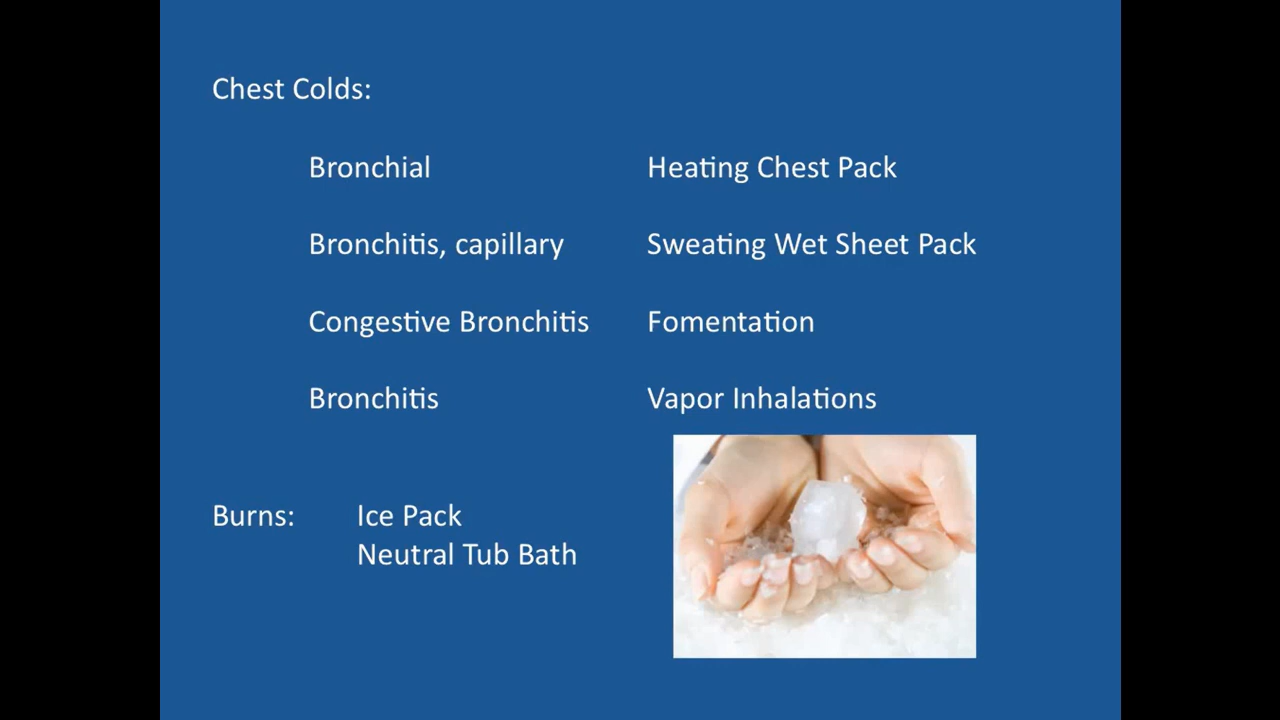 Chest Colds:
Bronchial Heating Chest Pack
Bronchitis, capillary Sweating Wet Sheet Pack
Congestive Bronchitis Fomentation
Bronchitis Vapor Inhalations
Burns: Ice Pack
Neutral Tub Bath